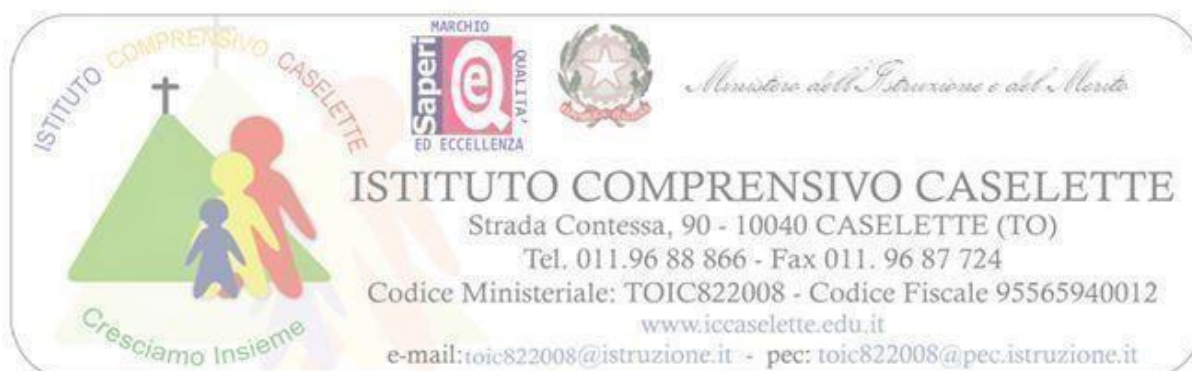 ISTITUTO COMPRENSIVO CASELETTE
Cresciamo Insieme
MARCHIO
Saperi
QUALITA'
ED ECCELLENZA
Ministero dell'Istruzione e del Merito
ISTITUTO COMPRENSIVO CASELETTE
Strada Contessa, 90 - 10040 CASELETTE (TO)
Tel. 011.96 88 866 - Fax 011. 96 87 724
Codice Ministeriale: TOIC822008 - Codice Fiscale 95565940012
www.iccaselette.edu.it
e-mail:toic822008@istruzione.it - pec: toic822008@pec.istruzione.it